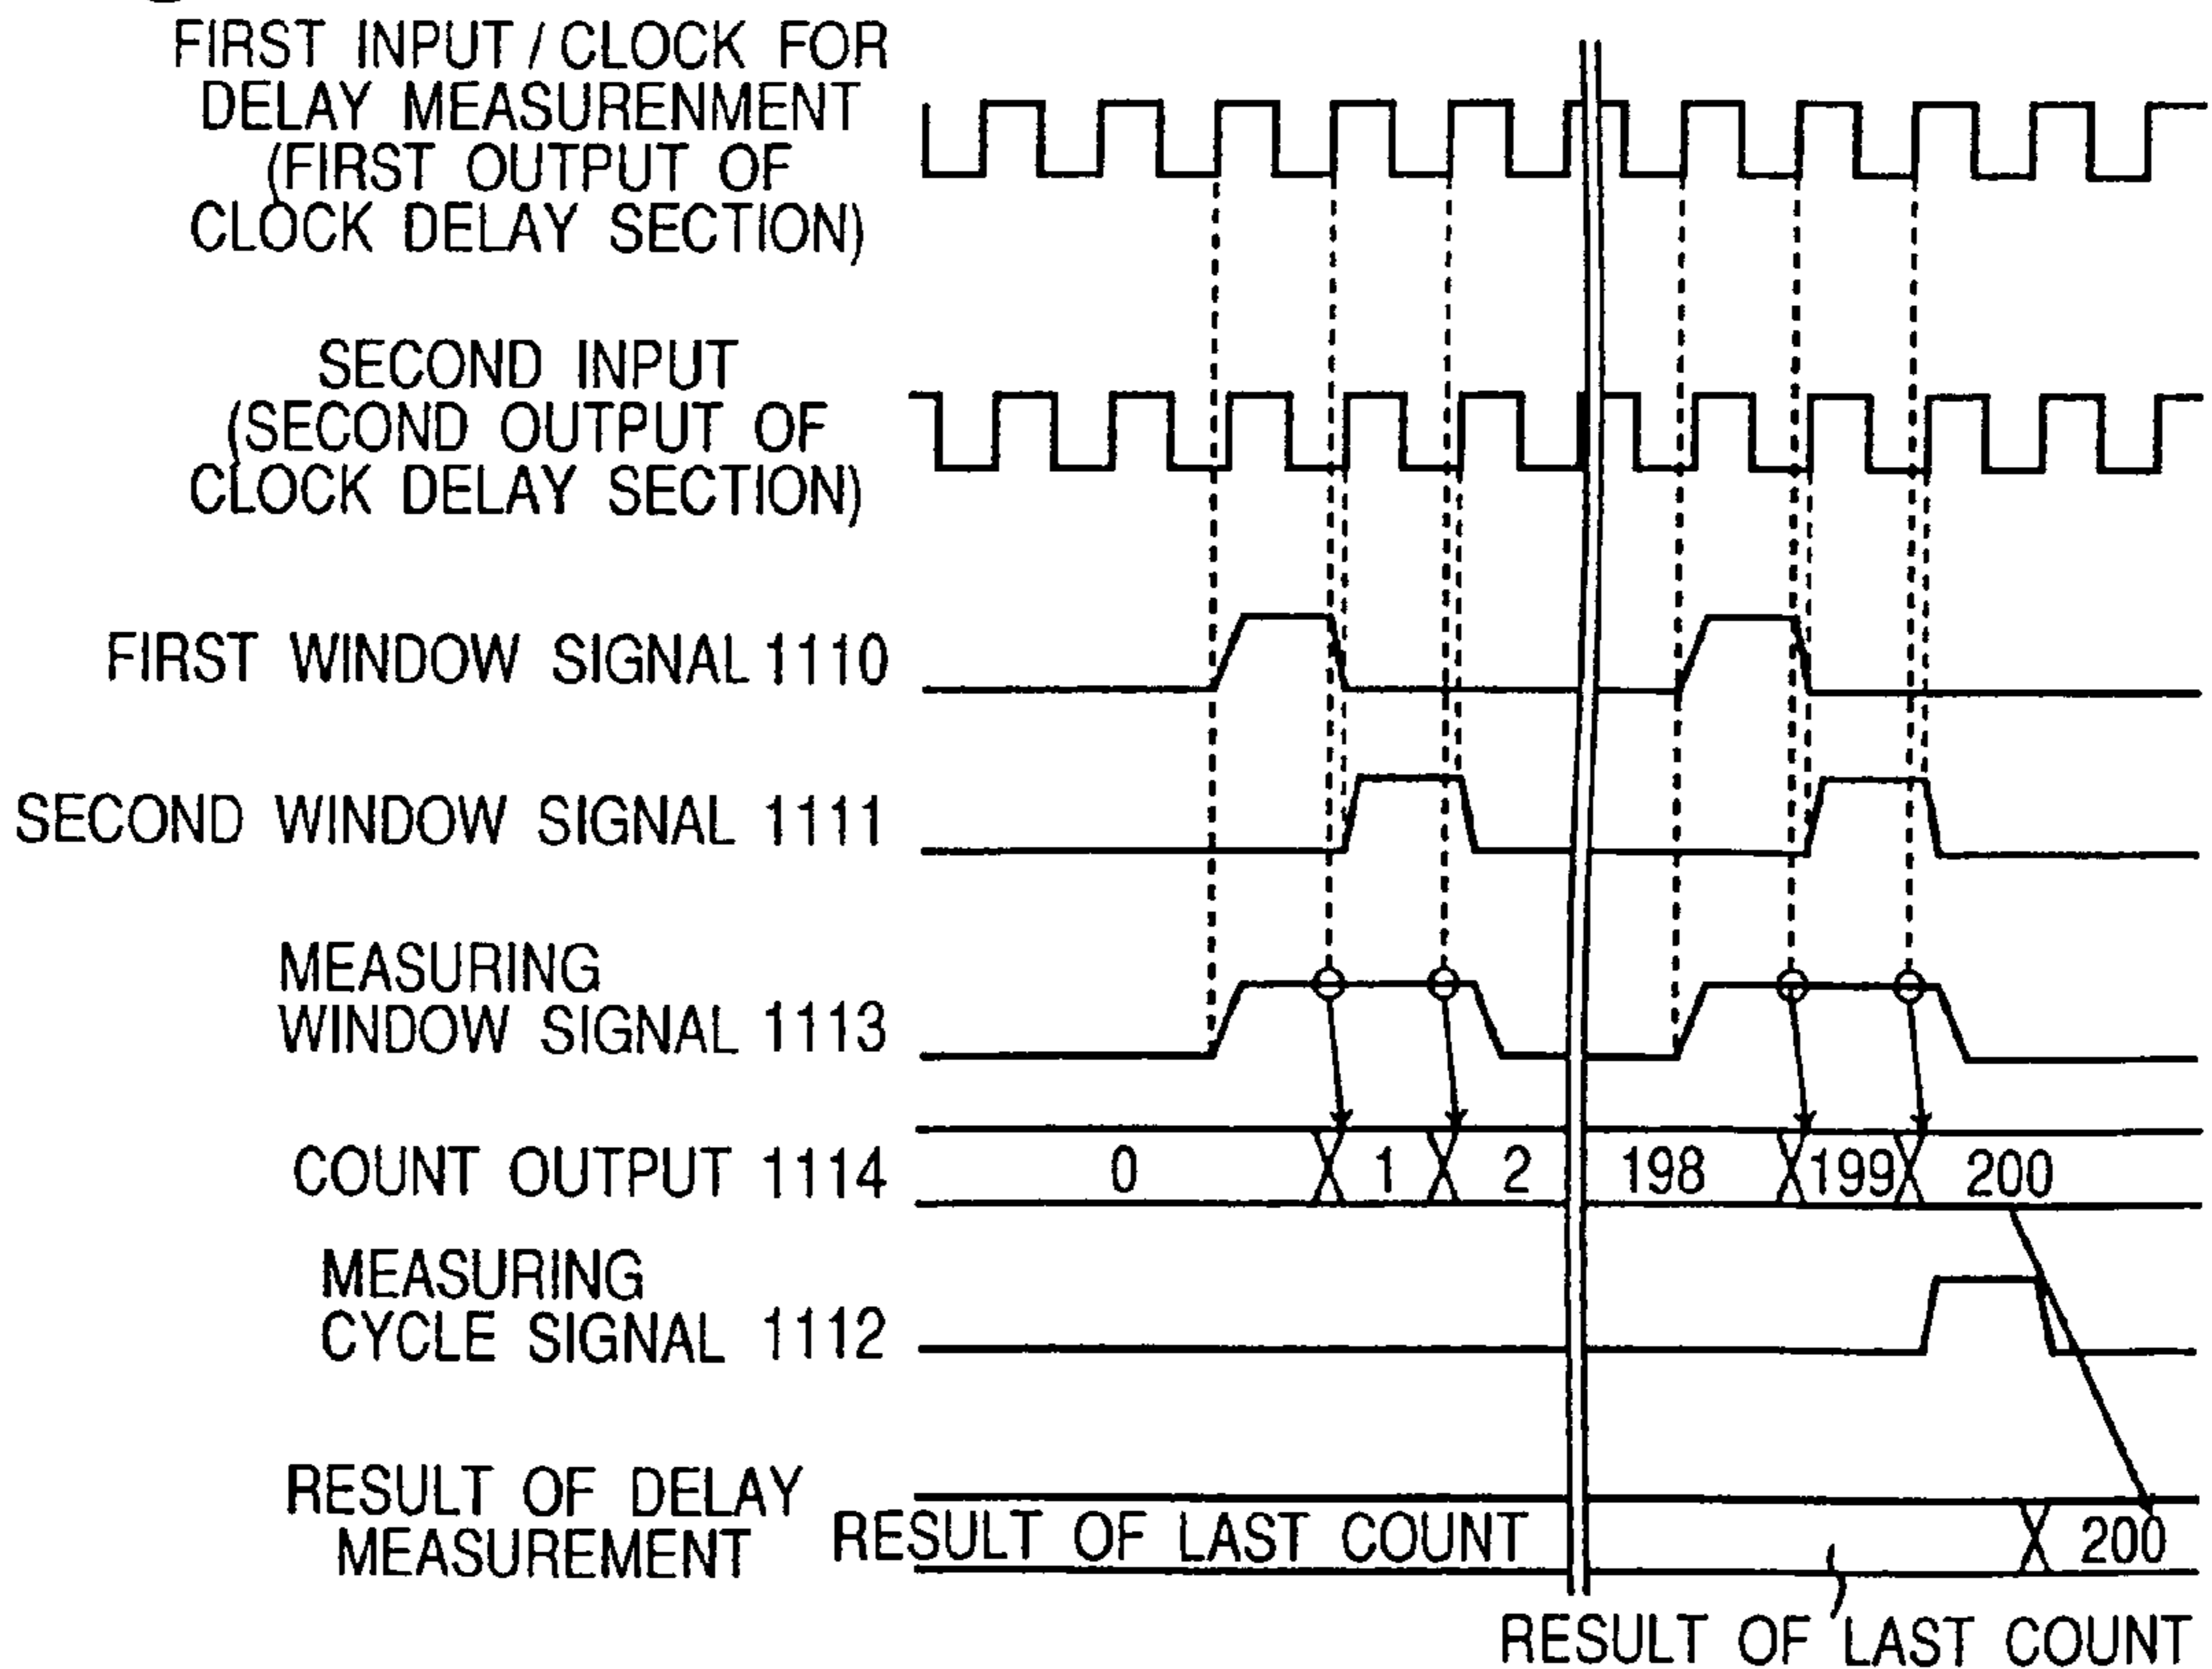 FIRST INPUT / CLOCK FOR
DELAY MEASURENMENT
(FIRST OUTPUT OF
CLOCK DELAY SECTION)
SECOND INPUT
(SECOND OUTPUT OF
CLOCK DELAY SECTION)
FIRST WINDOW SIGNAL 1110
SECOND WINDOW SIGNAL 1111
MEASURING
WINDOW SIGNAL 1113
COUNT OUTPUT 1114 0 1 2 198 199 200
MEASURING
CYCLE SIGNAL 1112
RESULT OF DELAY
MEASUREMENT
RESULT OF LAST COUNT 200
RESULT OF LAST COUNT